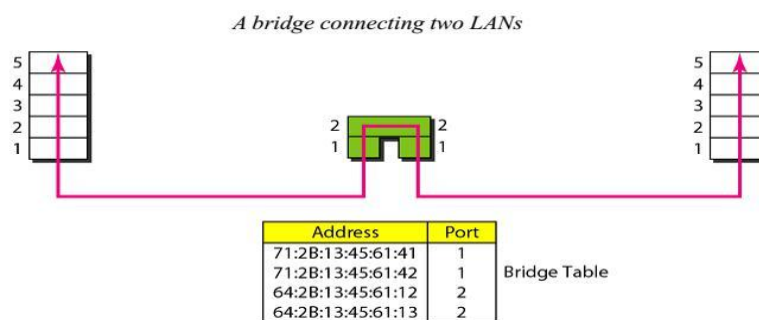 A bridge connecting two LANs
5
4
3
2
1
2
1
2
1
5
4
3
2
1
Address Port
71:2B:13:45:61:41 1
71:2B:13:45:61:42 1
64:2B:13:45:61:12 2
64:2B:13:45:61:13 2
Bridge Table